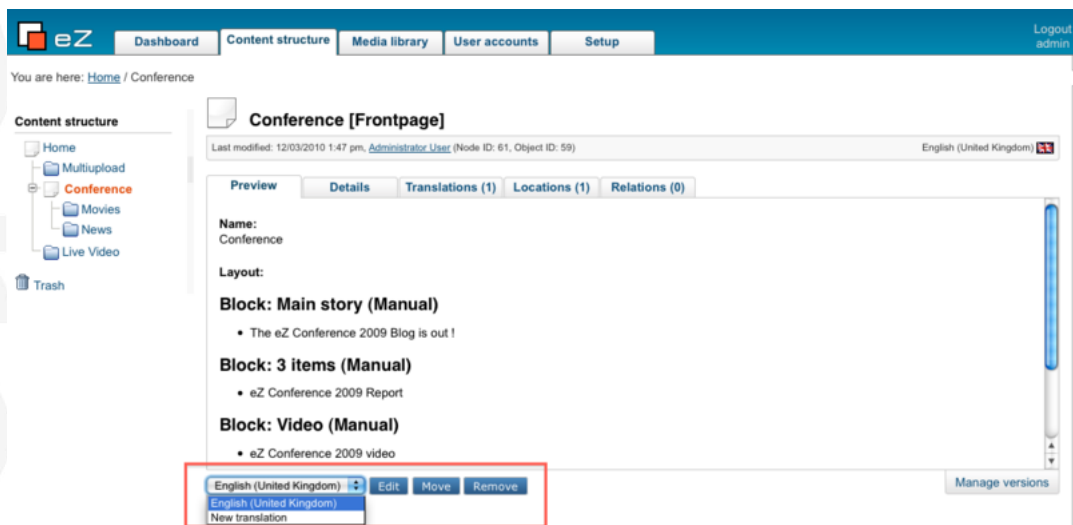 eZ
Dashboard
Content structure
Media library
User accounts
Setup
Logout
admin
You are here: Home / Conference
Content structure
Home
Multiupload
Conference
Movies
News
Live Video
Trash
Conference [Frontpage]
Last modified: 12/03/2010 1:47 pm, Administrator User (Node ID: 61, Object ID: 59)
English (United Kingdom)
Preview
Details
Translations (1)
Locations (1)
Relations (0)
Name:
Conference
Layout:
Block: Main story (Manual)
• The eZ Conference 2009 Blog is out !
Block: 3 items (Manual)
• eZ Conference 2009 Report
Block: Video (Manual)
• eZ Conference 2009 video
English (United Kingdom)
Edit
Move
Remove
Manage versions
English (United Kingdom)
New translation